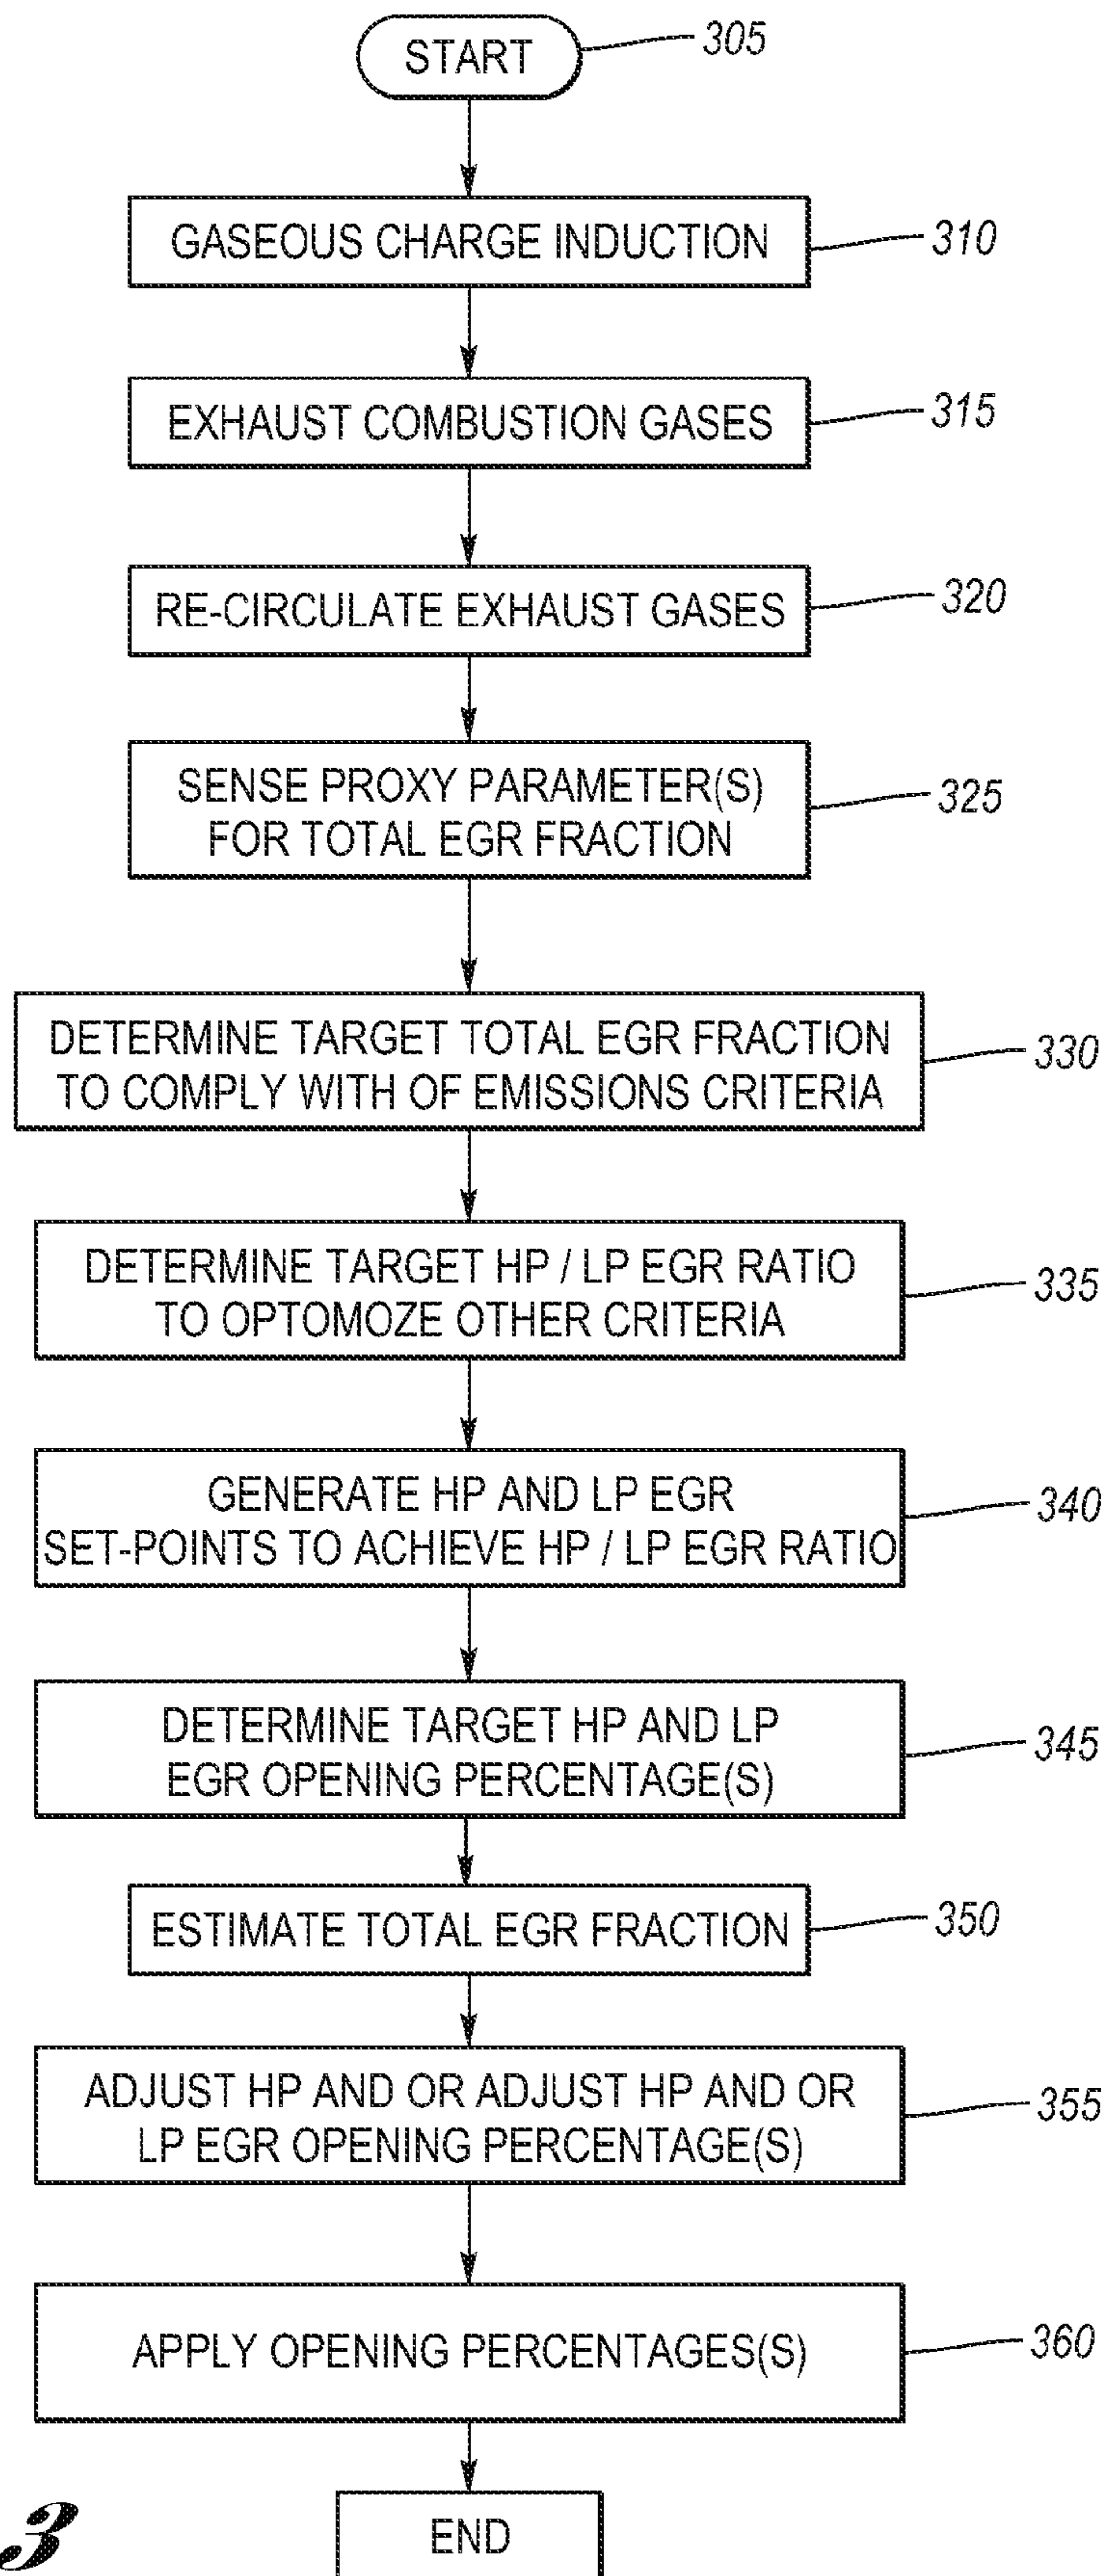 START
305
GASEOUS CHARGE INDUCTION
310
EXHAUST COMBUSTION GASES
315
RE-CIRCULATE EXHAUST GASES
320
SENSE PROXY PARAMETER(S)
FOR TOTAL EGR FRACTION
325
DETERMINE TARGET TOTAL EGR FRACTION
TO COMPLY WITH OF EMISSIONS CRITERIA
330
DETERMINE TARGET HP / LP EGR RATIO
TO OPTOMOZE OTHER CRITERIA
335
GENERATE HP AND LP EGR
SET-POINTS TO ACHIEVE HP / LP EGR RATIO
340
DETERMINE TARGET HP AND LP
EGR OPENING PERCENTAGE(S)
345
ESTIMATE TOTAL EGR FRACTION
350
ADJUST HP AND OR ADJUST HP AND OR
LP EGR OPENING PERCENTAGE(S)
355
APPLY OPENING PERCENTAGES(S)
360
3
END